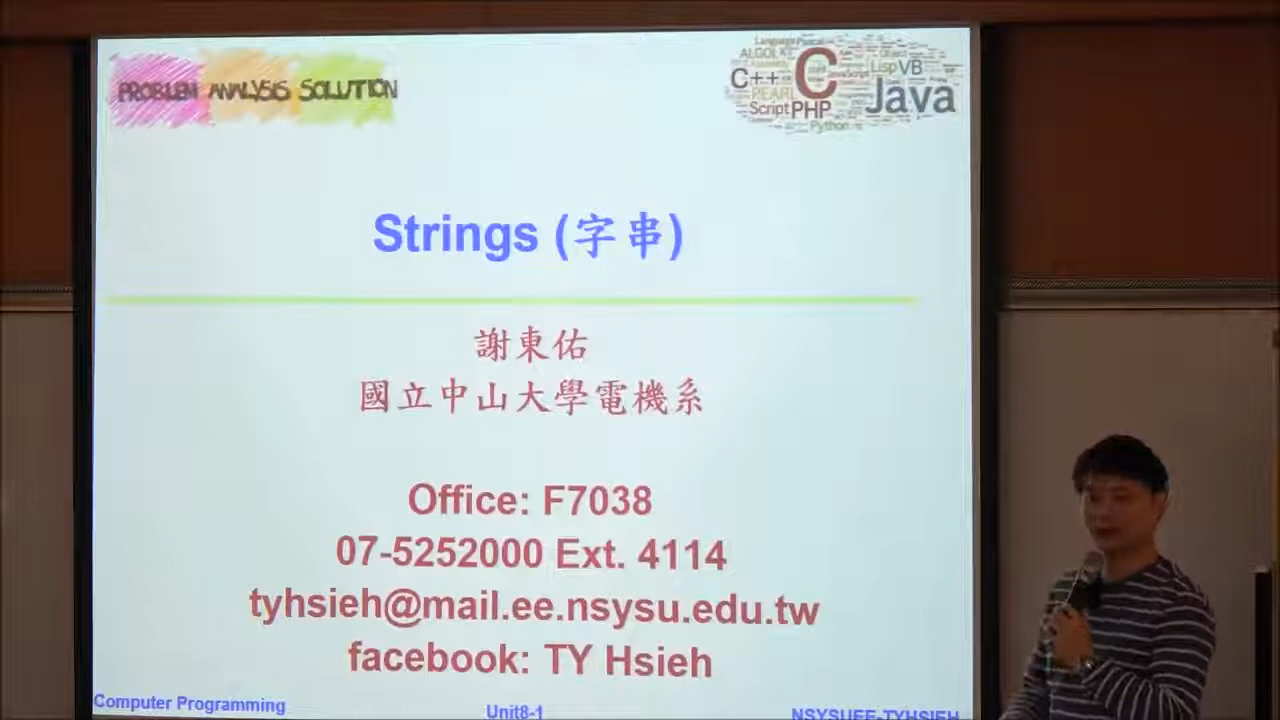 PROBLEM ANALYSIS SOLUTION
ALGOL
C++ C Lisp VB
PEARL
Script PHP Java
Python
Strings (字串)
謝東佑
國立中山大學電機系
Office: F7038
07-5252000 Ext. 4114
tyhsieh@mail.ee.nsysu.edu.tw
facebook: TY Hsieh
Computer Programming Unit8-1 NSYSUEE-TYHSIEH